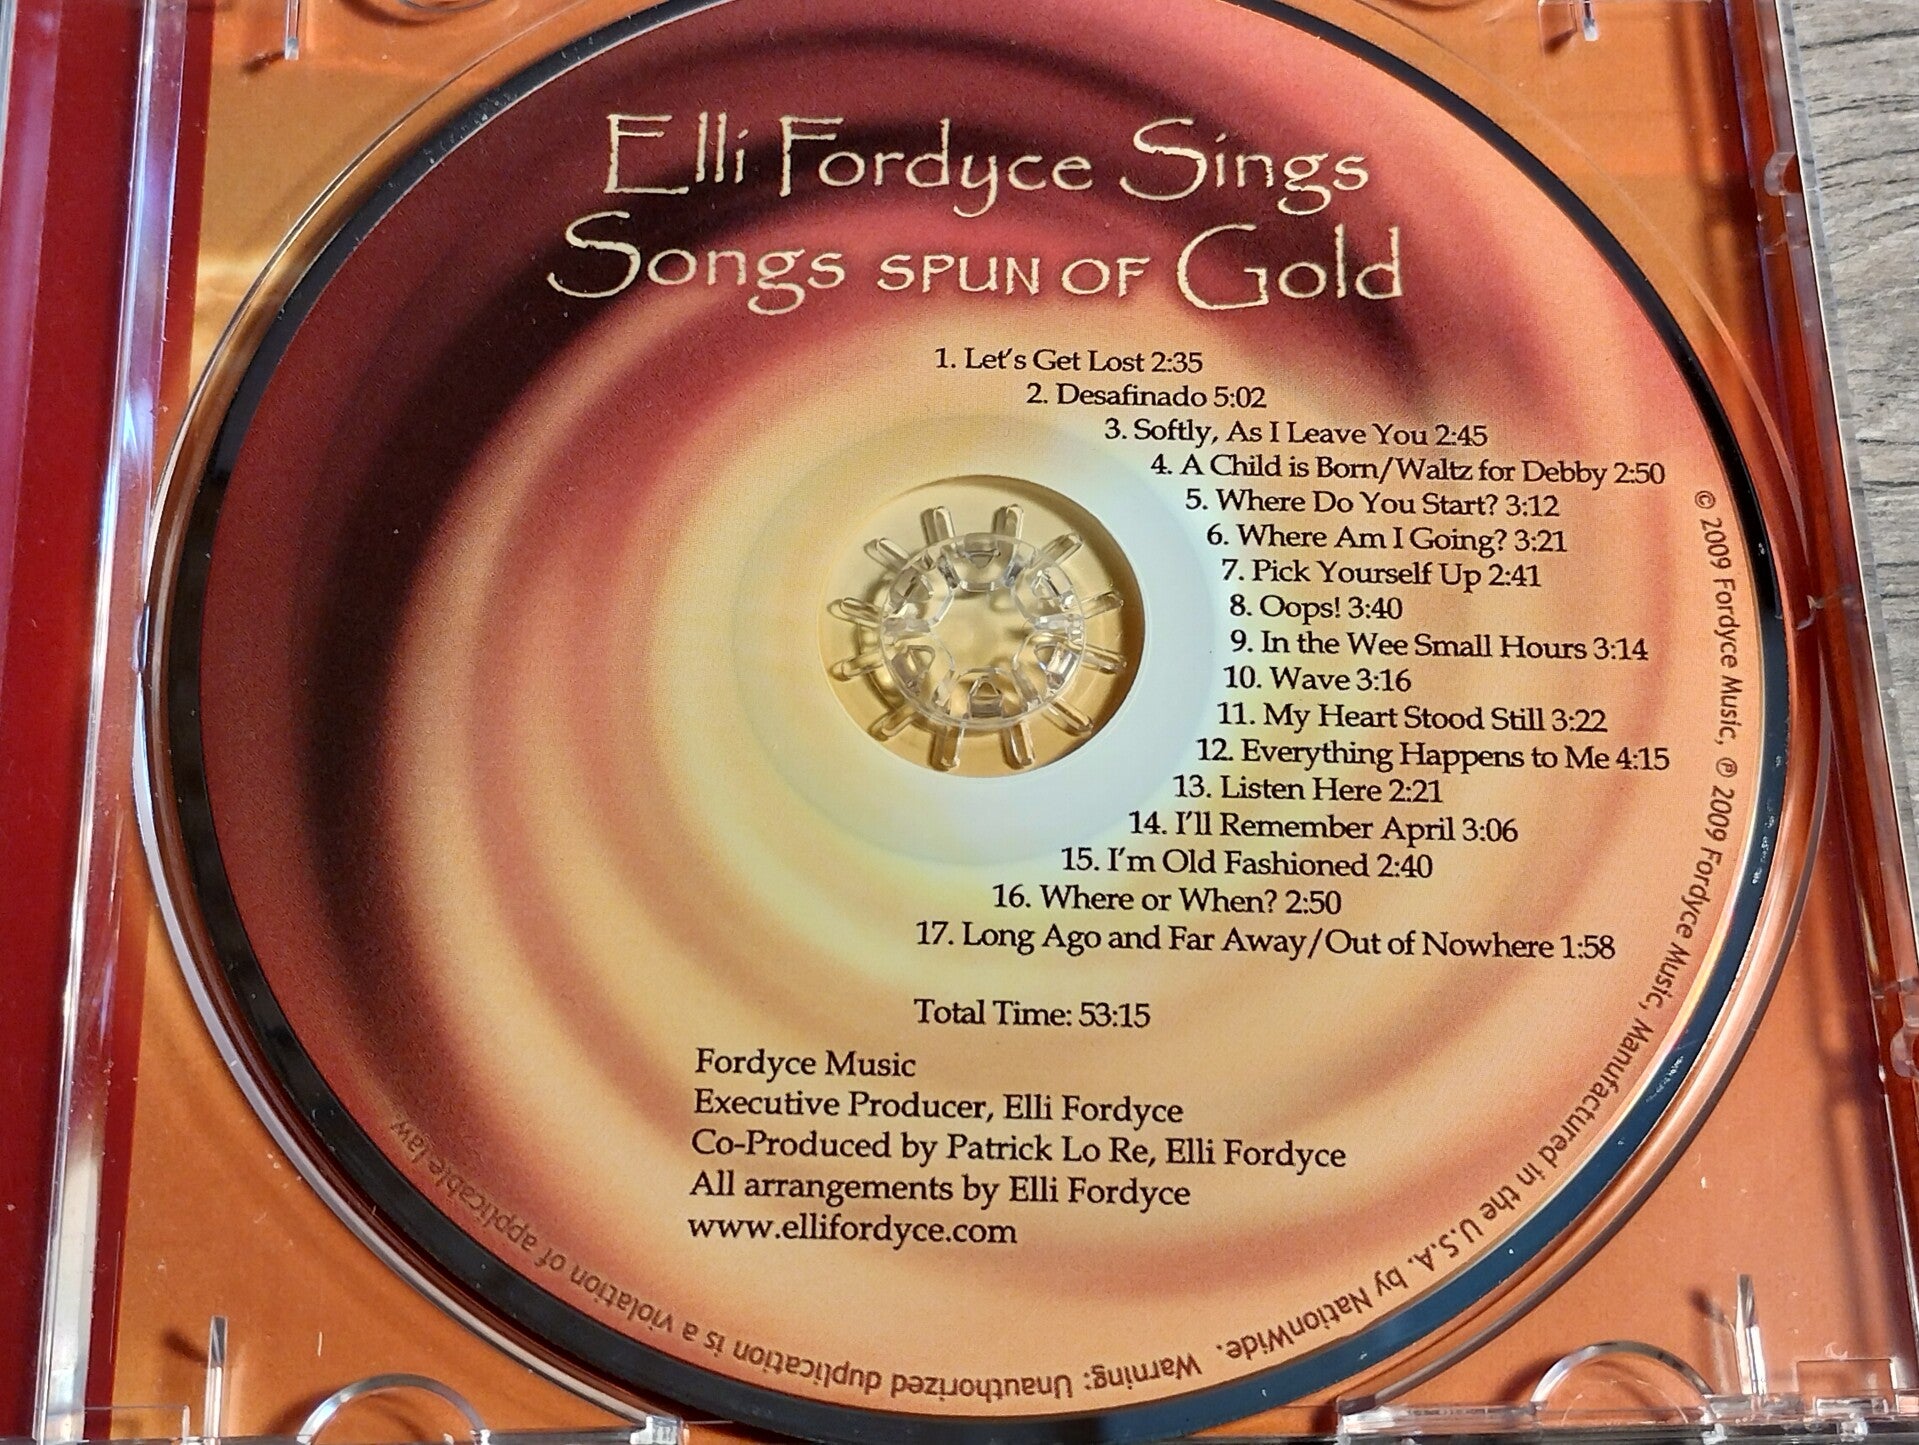 Elli Fordyce Sings
Songs SPUN OF Gold
1. Let's Get Lost 2:35
2. Desafinado 5:02
3. Softly, As I Leave You 2:45
4. A Child is Born/Waltz for Debby 2:50
5. Where Do You Start? 3:12
6. Where Am I Going? 3:21
7. Pick Yourself Up 2:41
8. Oops! 3:40
9. In the Wee Small Hours 3:14
10. Wave 3:16
11. My Heart Stood Still 3:22
12. Everything Happens to Me 4:15
13. Listen Here 2:21
14. I'll Remember April 3:06
15. I'm Old Fashioned 2:40
16. Where or When? 2:50
17. Long Ago and Far Away/Out of Nowhere 1:58
Total Time: 53:15
Fordyce Music
Executive Producer, Elli Fordyce
Co-Produced by Patrick Lo Re, Elli Fordyce
All arrangements by Elli Fordyce
www.ellifordyce.com
© 2009 Fordyce Music, ℗ 2009 Fordyce Music, Manufactured in the U.S.A. by NationWide. Warning: Unauthorized duplication is a violation of applicable law